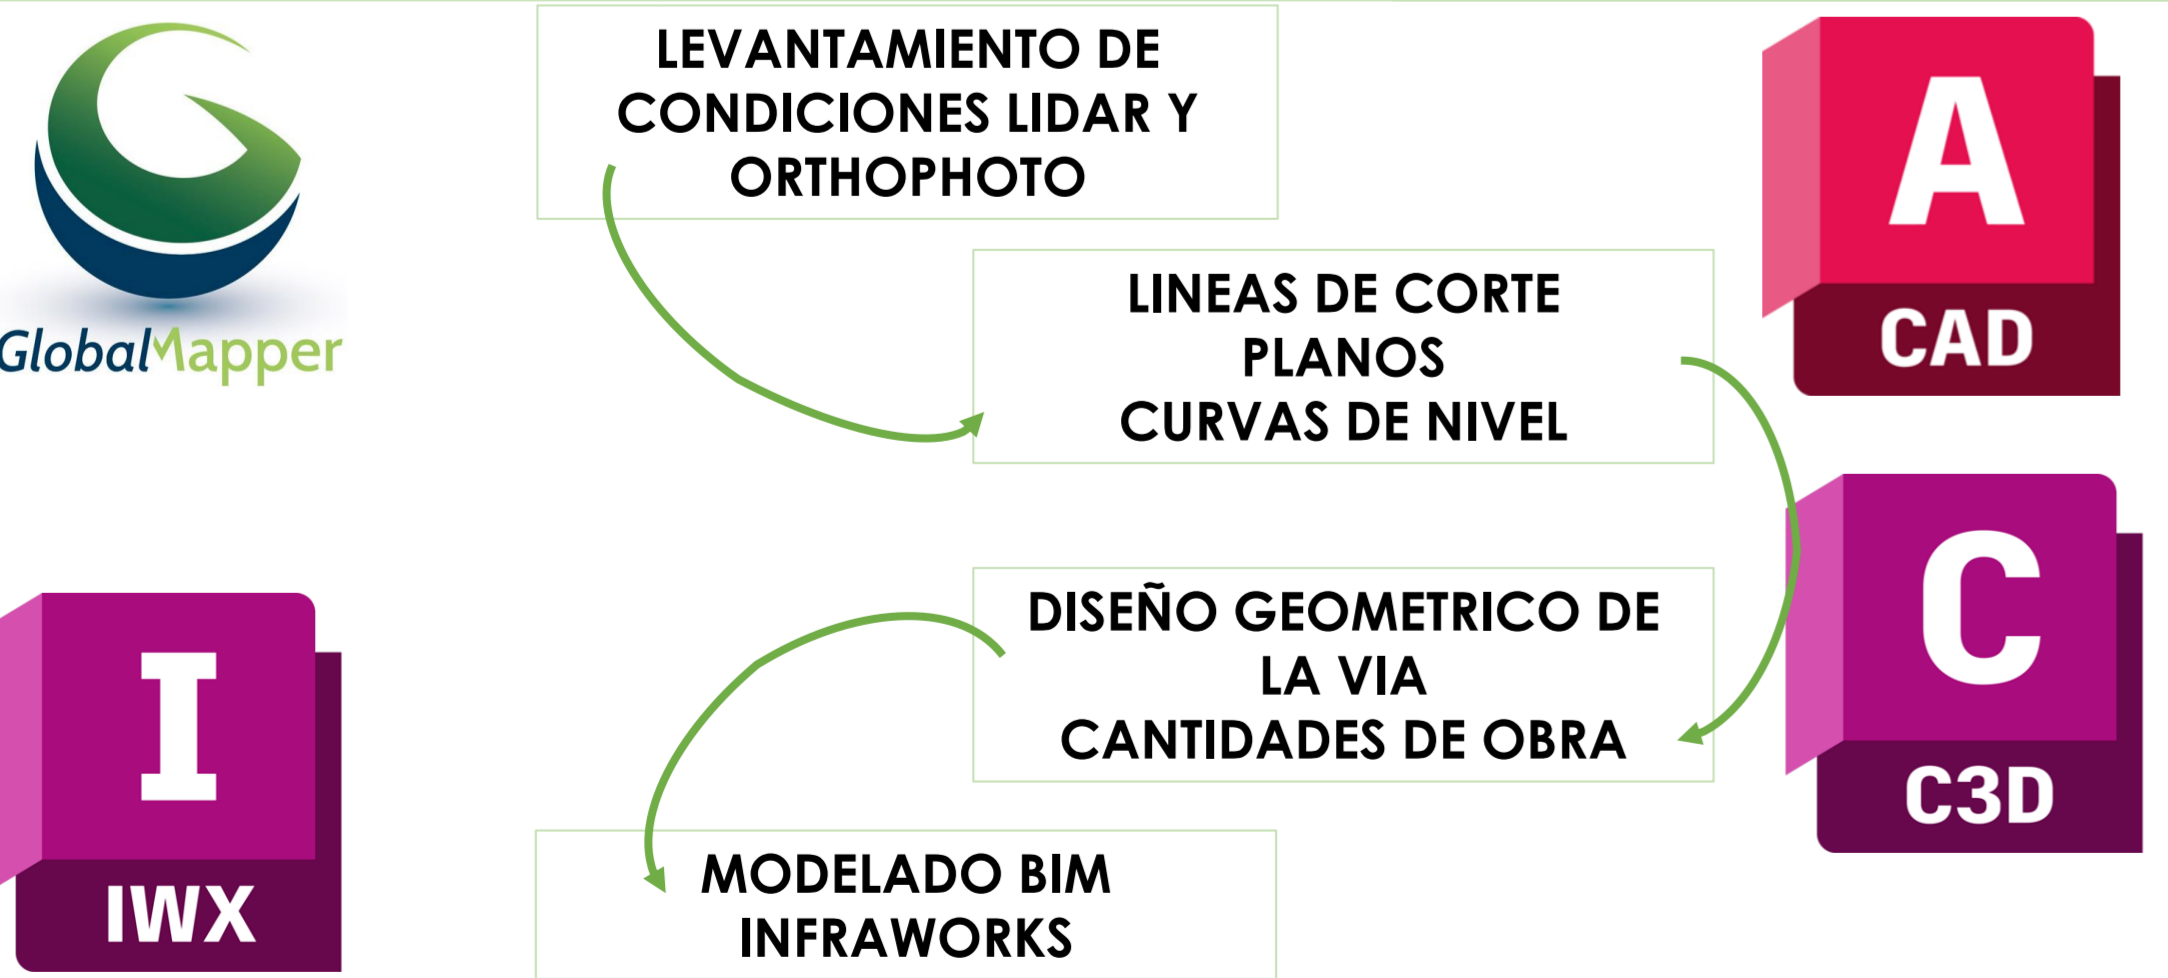 GlobalMapper
LEVANTAMIENTO DE
CONDICIONES LIDAR Y
ORTHOPHOTO
A
CAD
LINEAS DE CORTE
PLANOS
CURVAS DE NIVEL
C
C3D
DISEÑO GEOMETRICO DE
LA VIA
CANTIDADES DE OBRA
I
IWX
MODELADO BIM
INFRAWORKS